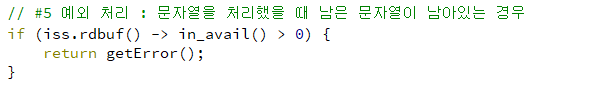 // #5 예외 처리 : 문자열을 처리했을 때 남은 문자열이 남아있는 경우
if (iss.rdbuf() -> in_avail() > 0) {
    return getError();
}